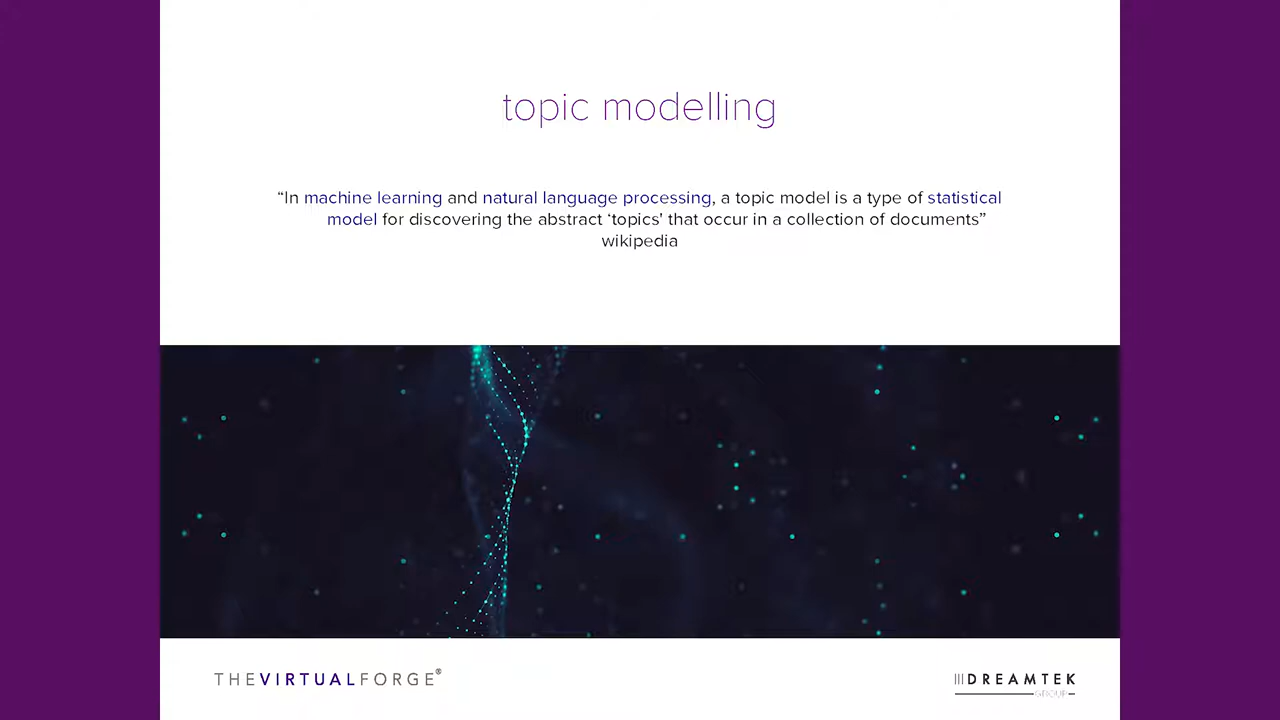 topic modelling
“In machine learning and natural language processing, a topic model is a type of statistical
model for discovering the abstract ‘topics' that occur in a collection of documents”
wikipedia
THEVIRTUALFORGE®
DREAMTEK
GROUP